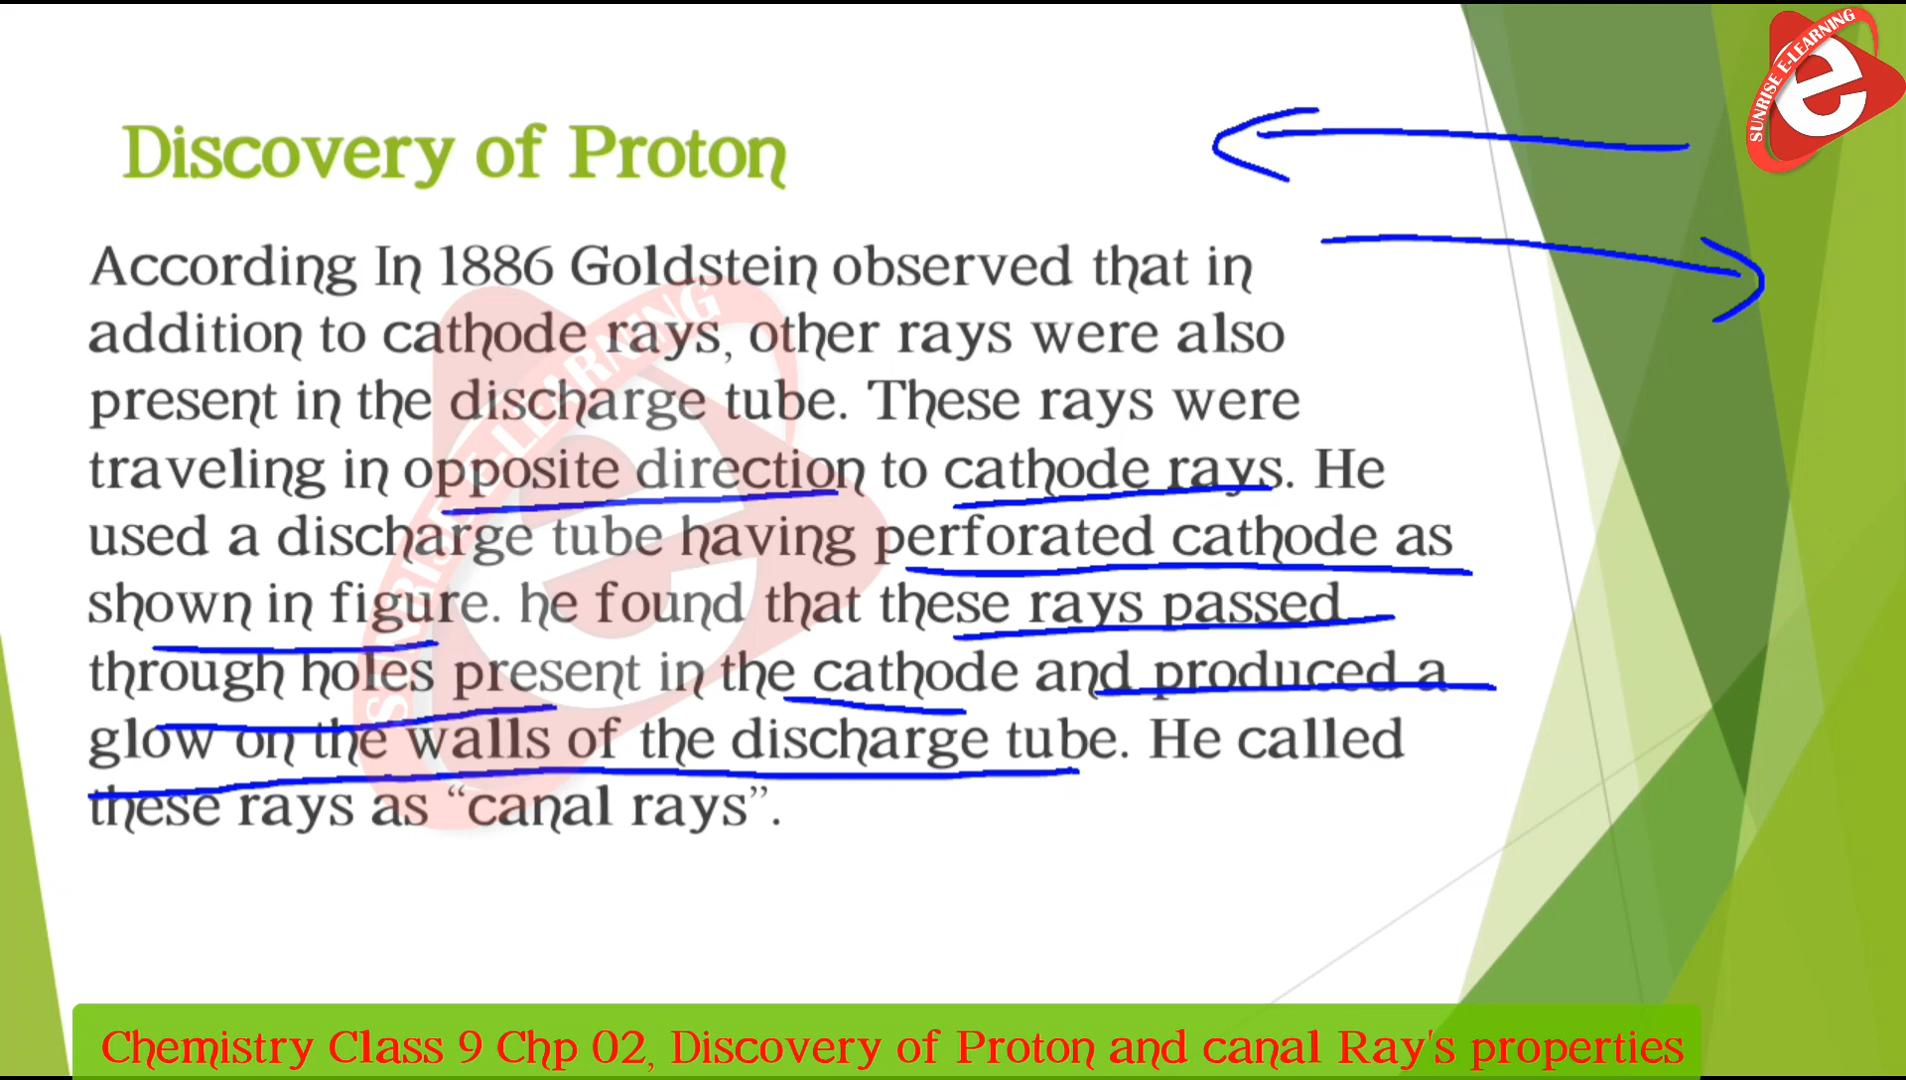 SUNRISE E-LEARNING
Discovery of Proton
According In 1886 Goldstein observed that in
addition to cathode rays, other rays were also
present in the discharge tube. These rays were
traveling in opposite direction to cathode rays. He
used a discharge tube having perforated cathode as
shown in figure. he found that these rays passed
through holes present in the cathode and produced a
glow on the walls of the discharge tube. He called
these rays as “canal rays”.
SUNRISE E-LEARNING
Chemistry Class 9 Chp 02, Discovery of Proton and canal Ray's properties